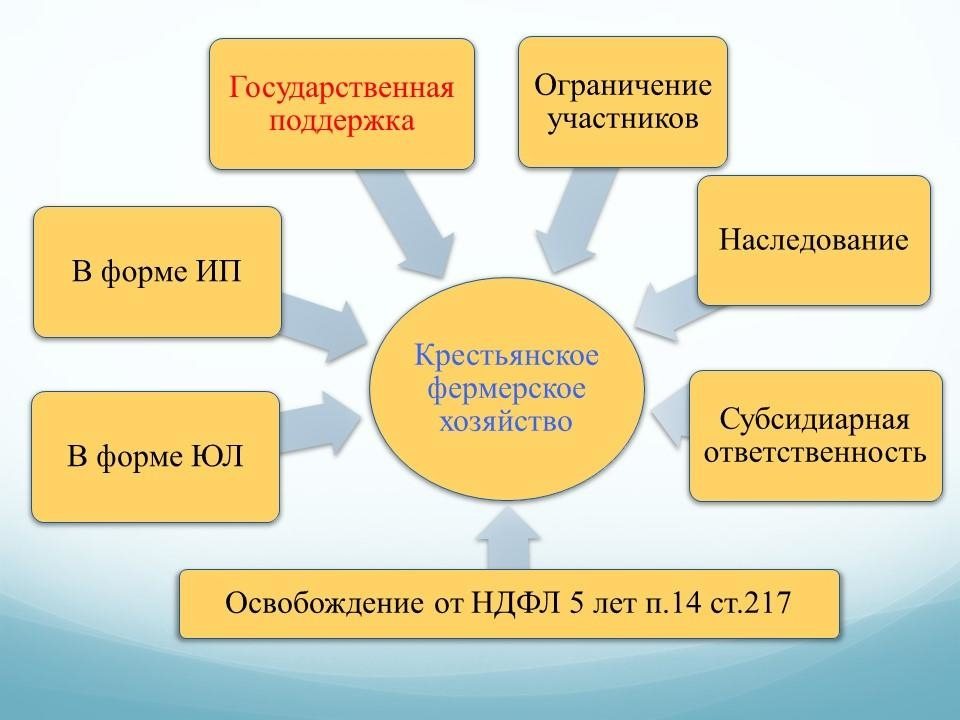 Государственная
поддержка
Ограничение
участников
В форме ИП
Наследование
Крестьянское
фермерское
хозяйство
В форме ЮЛ
Субсидиарная
ответственность
Освобождение от НДФЛ 5 лет п.14 ст.217